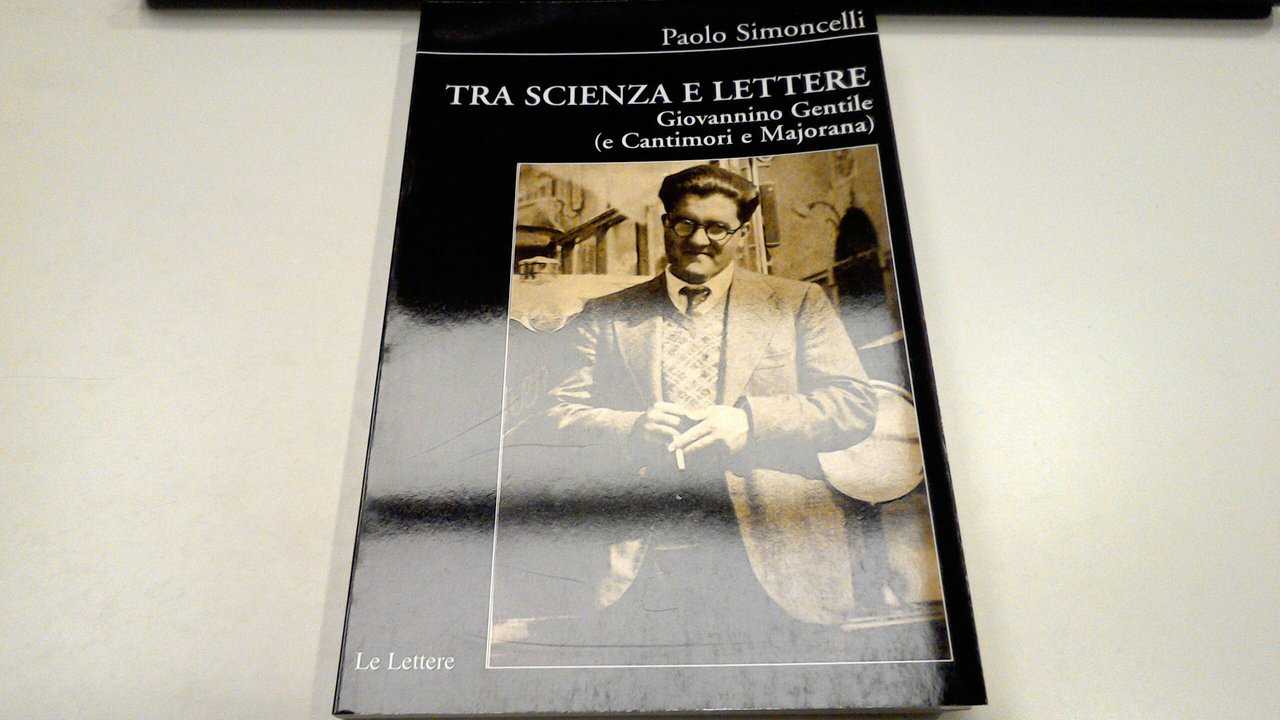 Paolo Simoncelli
TRA SCIENZA E LETTERE
Giovannino Gentile
(e Cantimori e Majorana)
Le Lettere